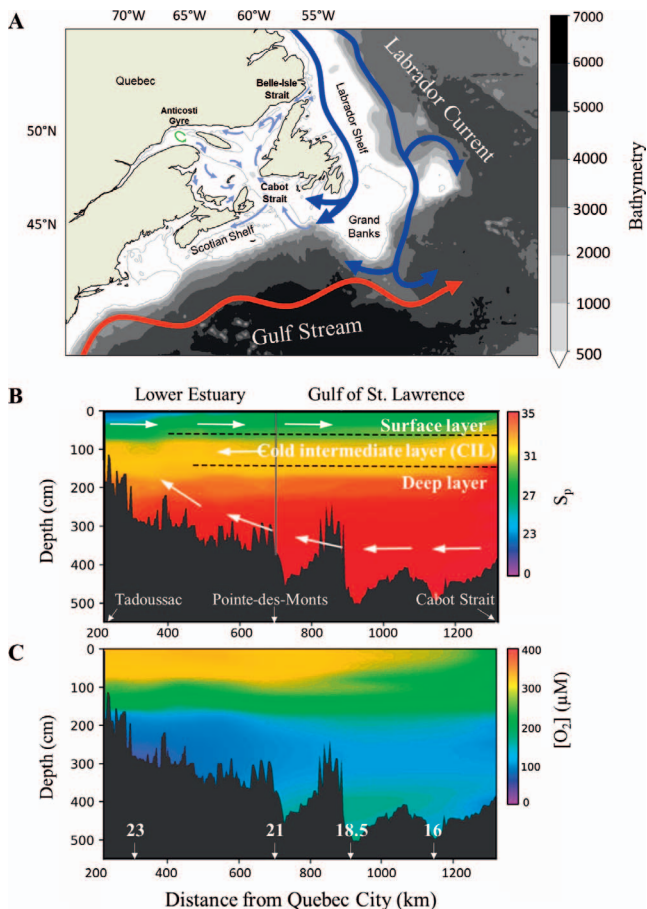 A
70°W 65°W 60°W 55°W
50°N
45°N
Quebec
Belle-Isle
Strait
Anticosti
Gyre
Cabot
Strait
Labrador Shelf
Labrador Current
Grand
Banks
Scotian Shelf
Gulf Stream
7000
6000
5000
4000
3000
2000
1000
500
Bathymetry
B
Lower Estuary Gulf of St. Lawrence
Surface layer
Cold intermediate layer (CIL)
Deep layer
Depth (cm)
0
100
200
300
400
500
Tadoussac Pointe-des-Monts Cabot Strait
200 400 600 800 1000 1200
35
31
27
23
0
Sp
C
Depth (cm)
0
100
200
300
400
500
23 21 18.5 16
200 400 600 800 1000 1200
Distance from Quebec City (km)
400
300
200
100
0
[O₂] (µM)